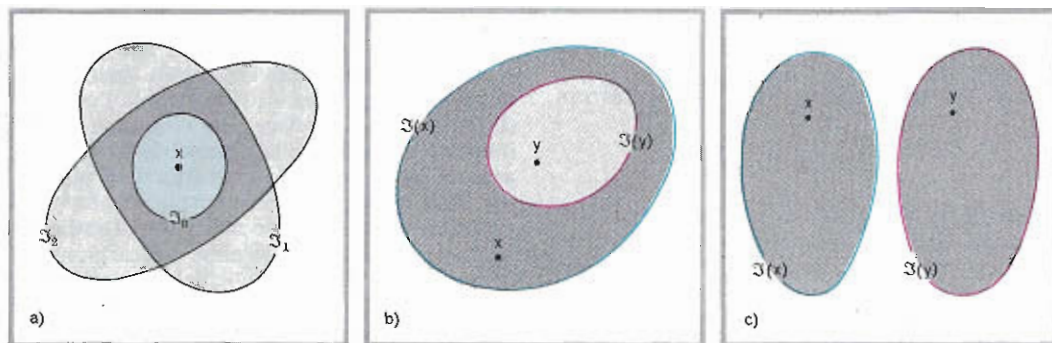 x
ℑ₀
ℑ₂
ℑ₁
a)
ℑ(x)
y
ℑ(y)
x
b)
x
y
ℑ(x)
ℑ(y)
c)